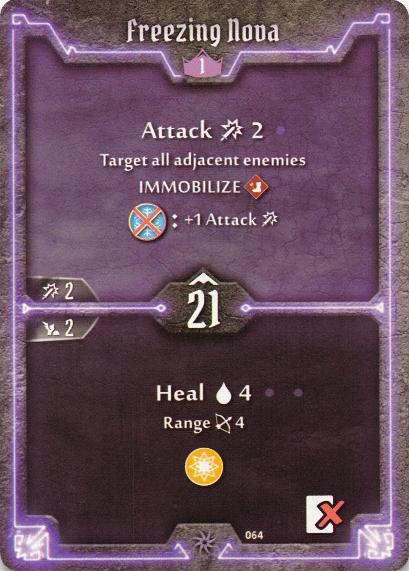 Freezing Nova
1
Attack 2
Target all adjacent enemies
IMMOBILIZE
: +1 Attack
2
21
2
Heal 4
Range 4
064